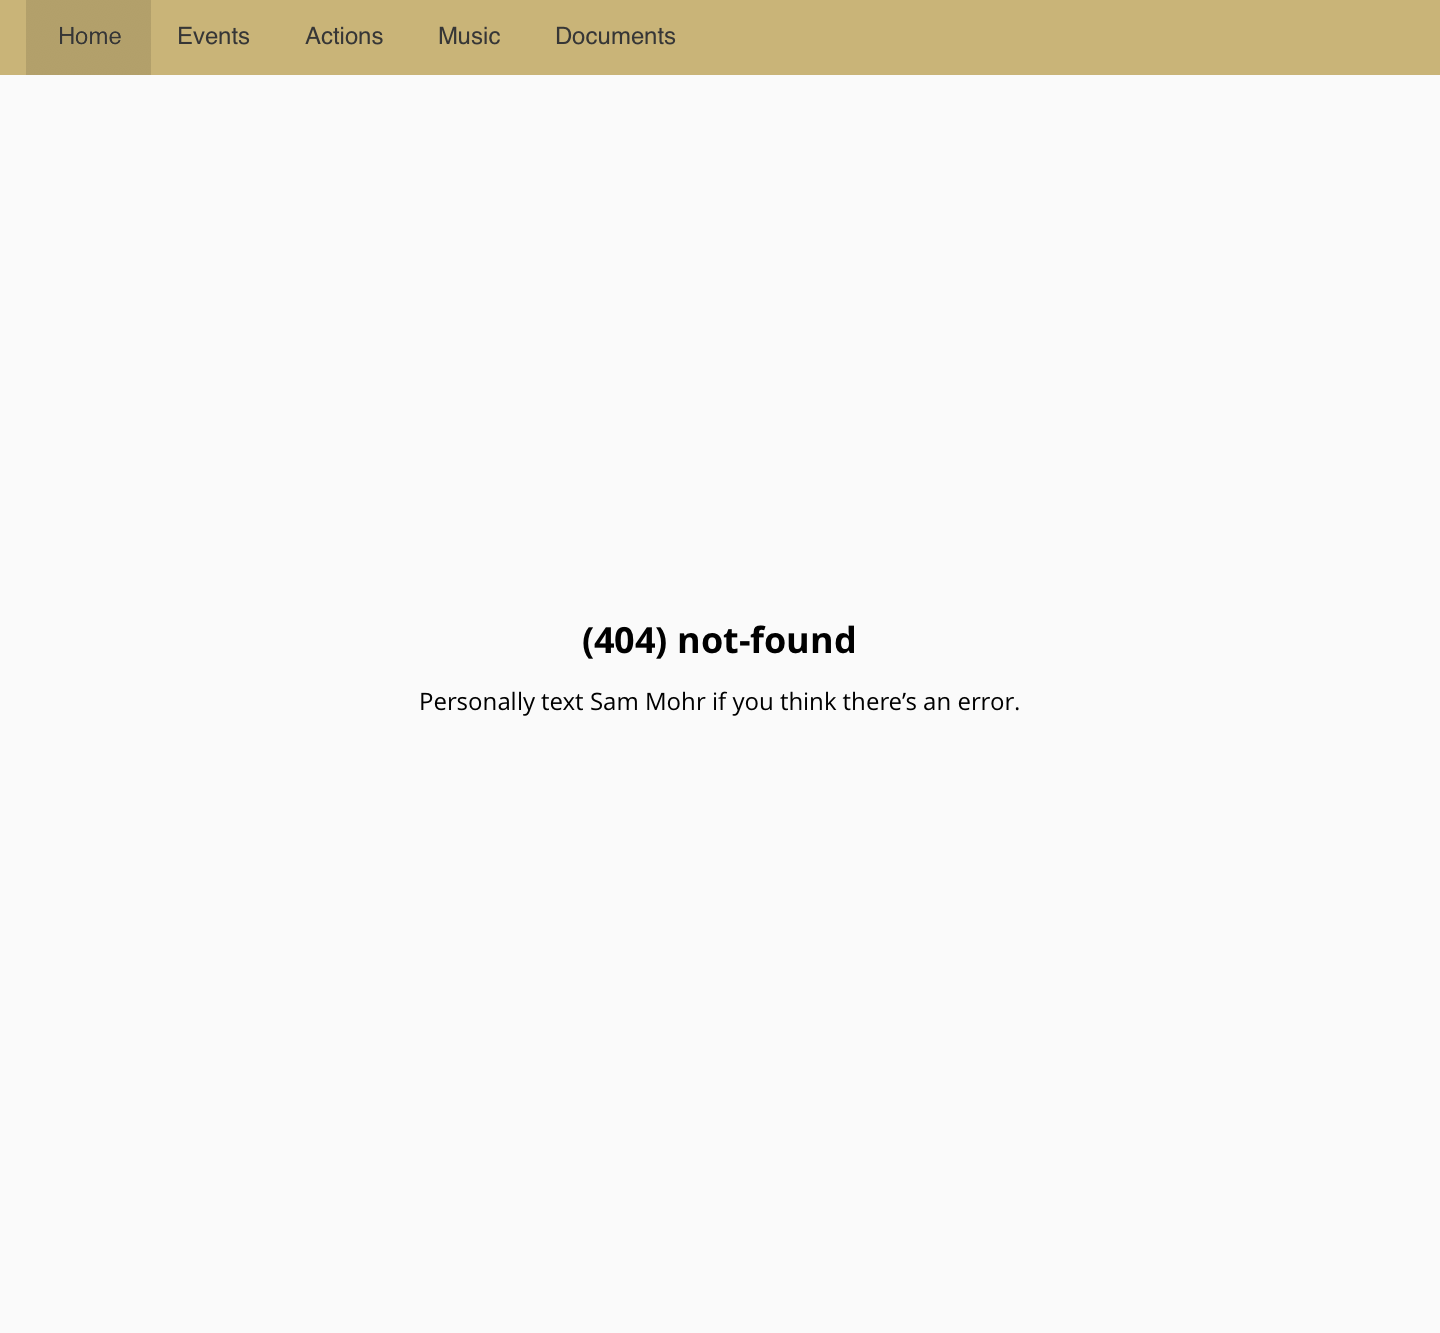 Home Events Actions Music Documents
(404) not-found
Personally text Sam Mohr if you think there’s an error.